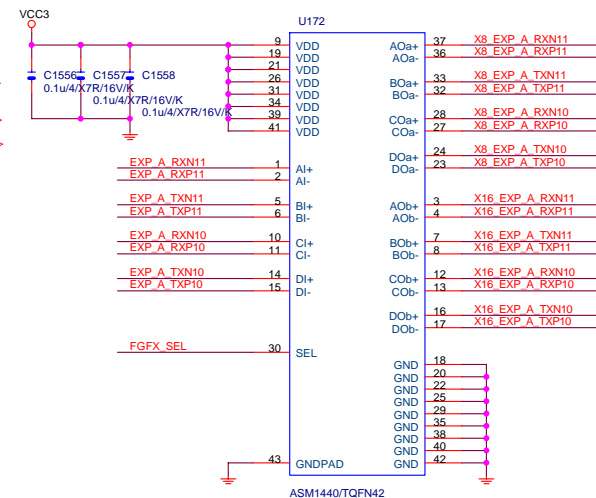 VCC3
U172
9 VDD AOa+ 37 X8_EXP_A_RXN11
19 VDD AOa- 36 X8_EXP_A_RXP11
21 VDD
26 VDD BOa+ 33 X8_EXP_A_TXN11
31 VDD BOa- 32 X8_EXP_A_TXP11
34 VDD
39 VDD COa+ 28 X8_EXP_A_RXN10
41 VDD COa- 27 X8_EXP_A_RXP10
C1556 C1557 C1558
0.1u/4/X7R/16V/K
0.1u/4/X7R/16V/K
0.1u/4/X7R/16V/K
DOa+ 24 X8_EXP_A_TXN10
DOa- 23 X8_EXP_A_TXP10
EXP_A_RXN11 1 AI+
EXP_A_RXP11 2 AI-
EXP_A_TXN11 5 BI+ AOb+ 3 X16_EXP_A_RXN11
EXP_A_TXP11 6 BI- AOb- 4 X16_EXP_A_RXP11
EXP_A_RXN10 10 CI+ BOb+ 7 X16_EXP_A_TXN11
EXP_A_RXP10 11 CI- BOb- 8 X16_EXP_A_TXP11
EXP_A_TXN10 14 DI+ COb+ 12 X16_EXP_A_RXN10
EXP_A_TXP10 15 DI- COb- 13 X16_EXP_A_RXP10
DOb+ 16 X16_EXP_A_TXN10
DOb- 17 X16_EXP_A_TXP10
FGFX_SEL 30 SEL
GND 18
GND 20
GND 22
GND 25
GND 29
GND 35
GND 38
GND 40
43 GNDPAD GND 42
ASM1440/TQFN42